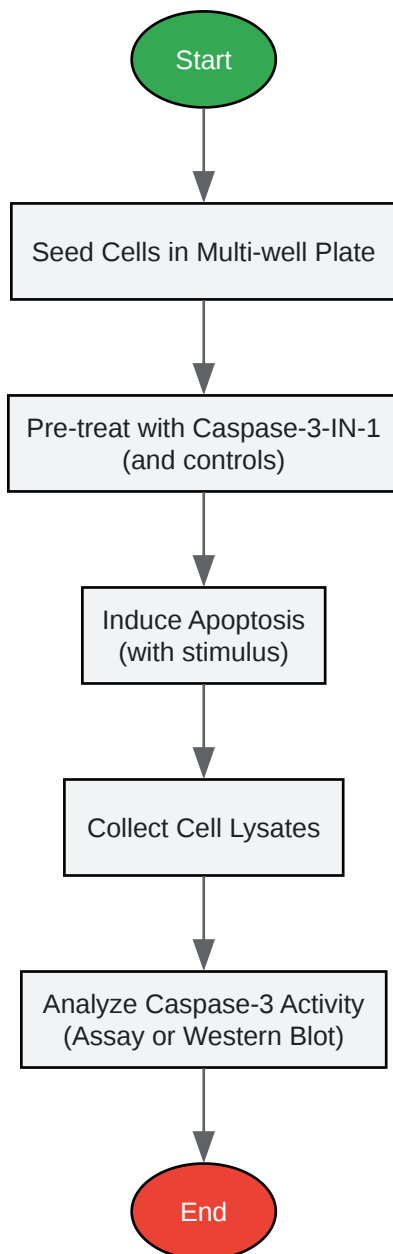 Start
Seed Cells in Multi-well Plate
Pre-treat with Caspase-3-IN-1
(and controls)
Induce Apoptosis
(with stimulus)
Collect Cell Lysates
Analyze Caspase-3 Activity
(Assay or Western Blot)
End